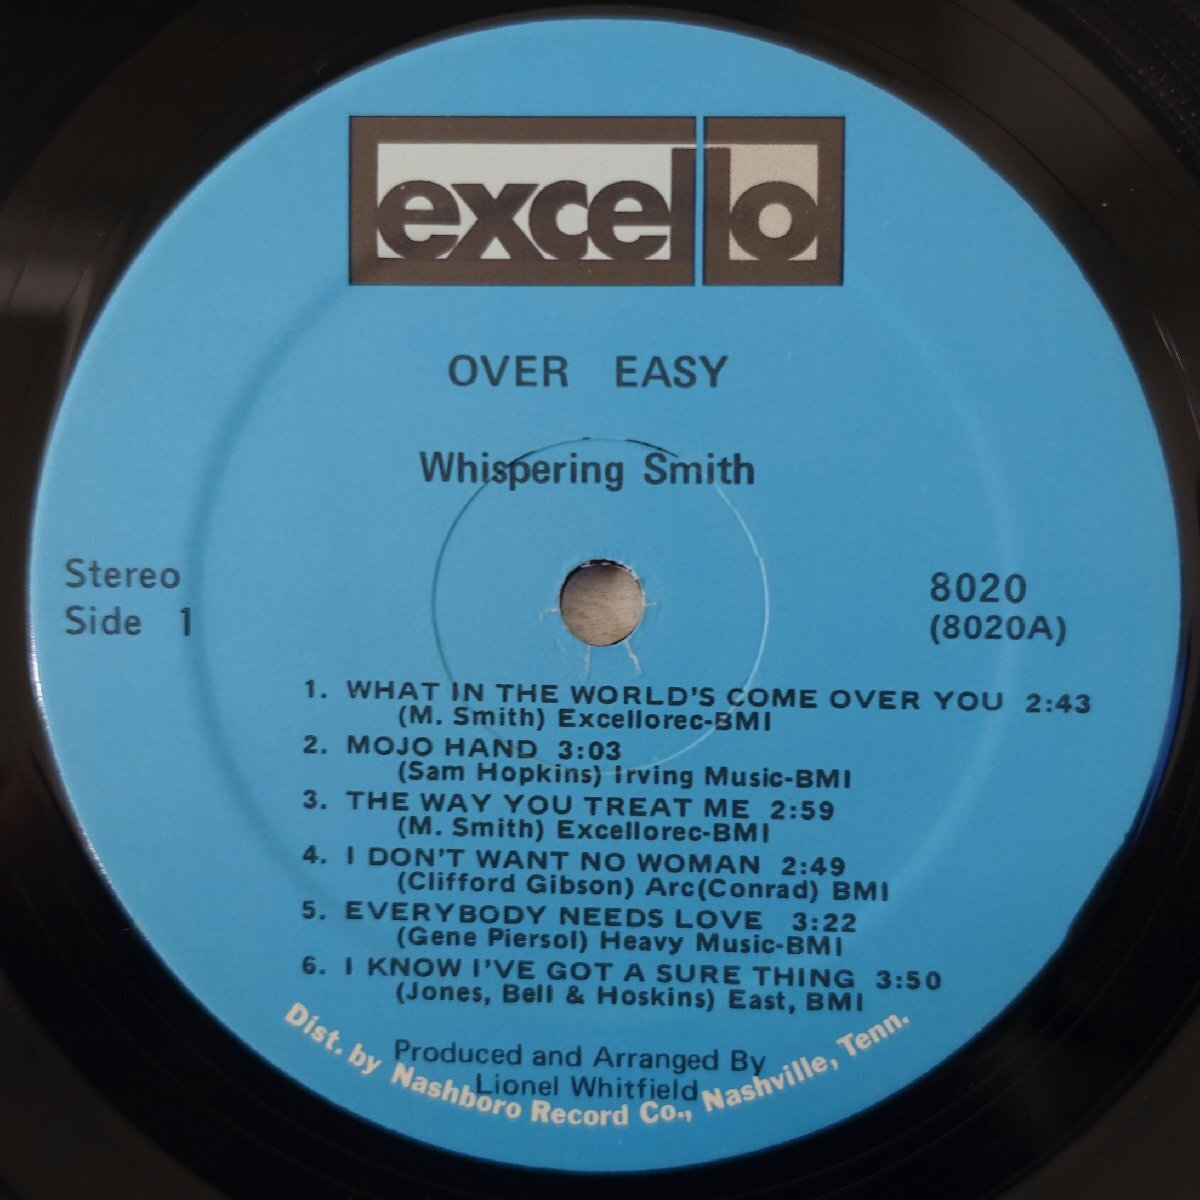 excello
OVER EASY
Whispering Smith
Stereo
Side 1
8020
(8020A)
1. WHAT IN THE WORLD'S COME OVER YOU 2:43
(M. Smith) Excellorec-BMI
2. MOJO HAND 3:03
(Sam Hopkins) Irving Music-BMI
3. THE WAY YOU TREAT ME 2:59
(M. Smith) Excellorec-BMI
4. I DON'T WANT NO WOMAN 2:49
(Clifford Gibson) Arc(Conrad) BMI
5. EVERYBODY NEEDS LOVE 3:22
(Gene Piersol) Heavy Music-BMI
6. I KNOW I'VE GOT A SURE THING 3:50
(Jones, Bell & Hoskins) East, BMI
Produced and Arranged By
Lionel Whitfield
Dist. by Nashboro Record Co., Nashville, Tenn.